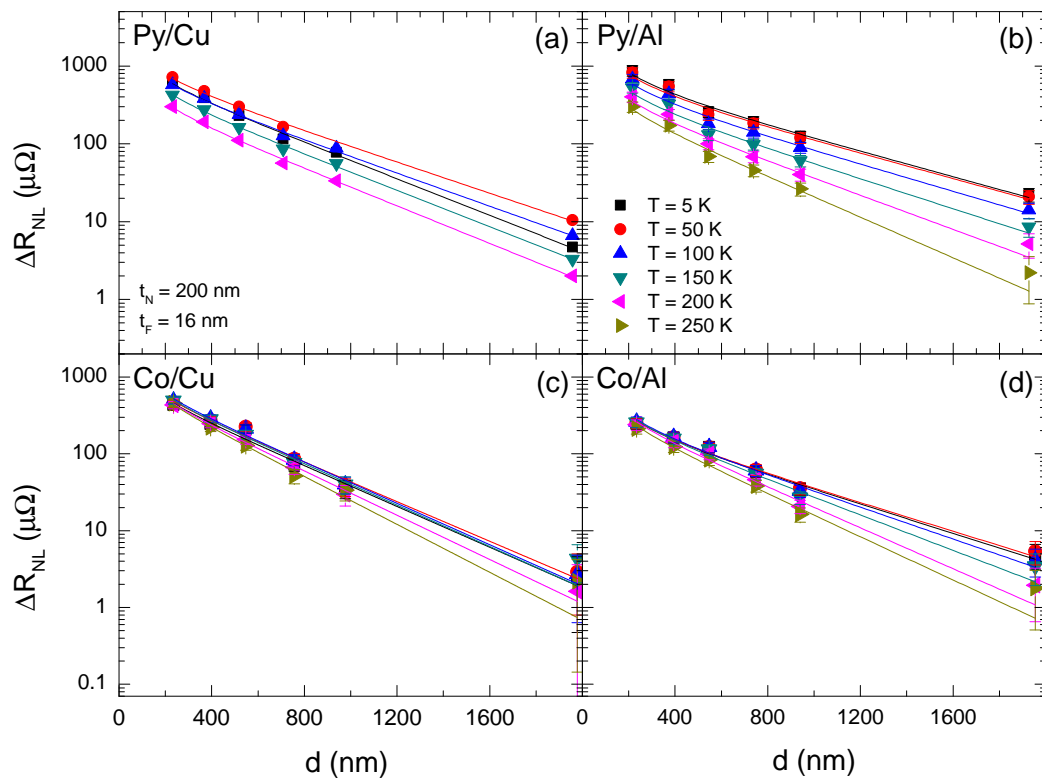 Py/Cu
(a)
Py/Al
(b)
1000
100
10
1
ΔR_NL (μΩ)
t_N = 200 nm
t_F = 16 nm
T = 5 K
T = 50 K
T = 100 K
T = 150 K
T = 200 K
T = 250 K
Co/Cu
(c)
Co/Al
(d)
1000
100
10
1
0.1
ΔR_NL (μΩ)
0 400 800 1200 1600 0 400 800 1200 1600
d (nm) d (nm)